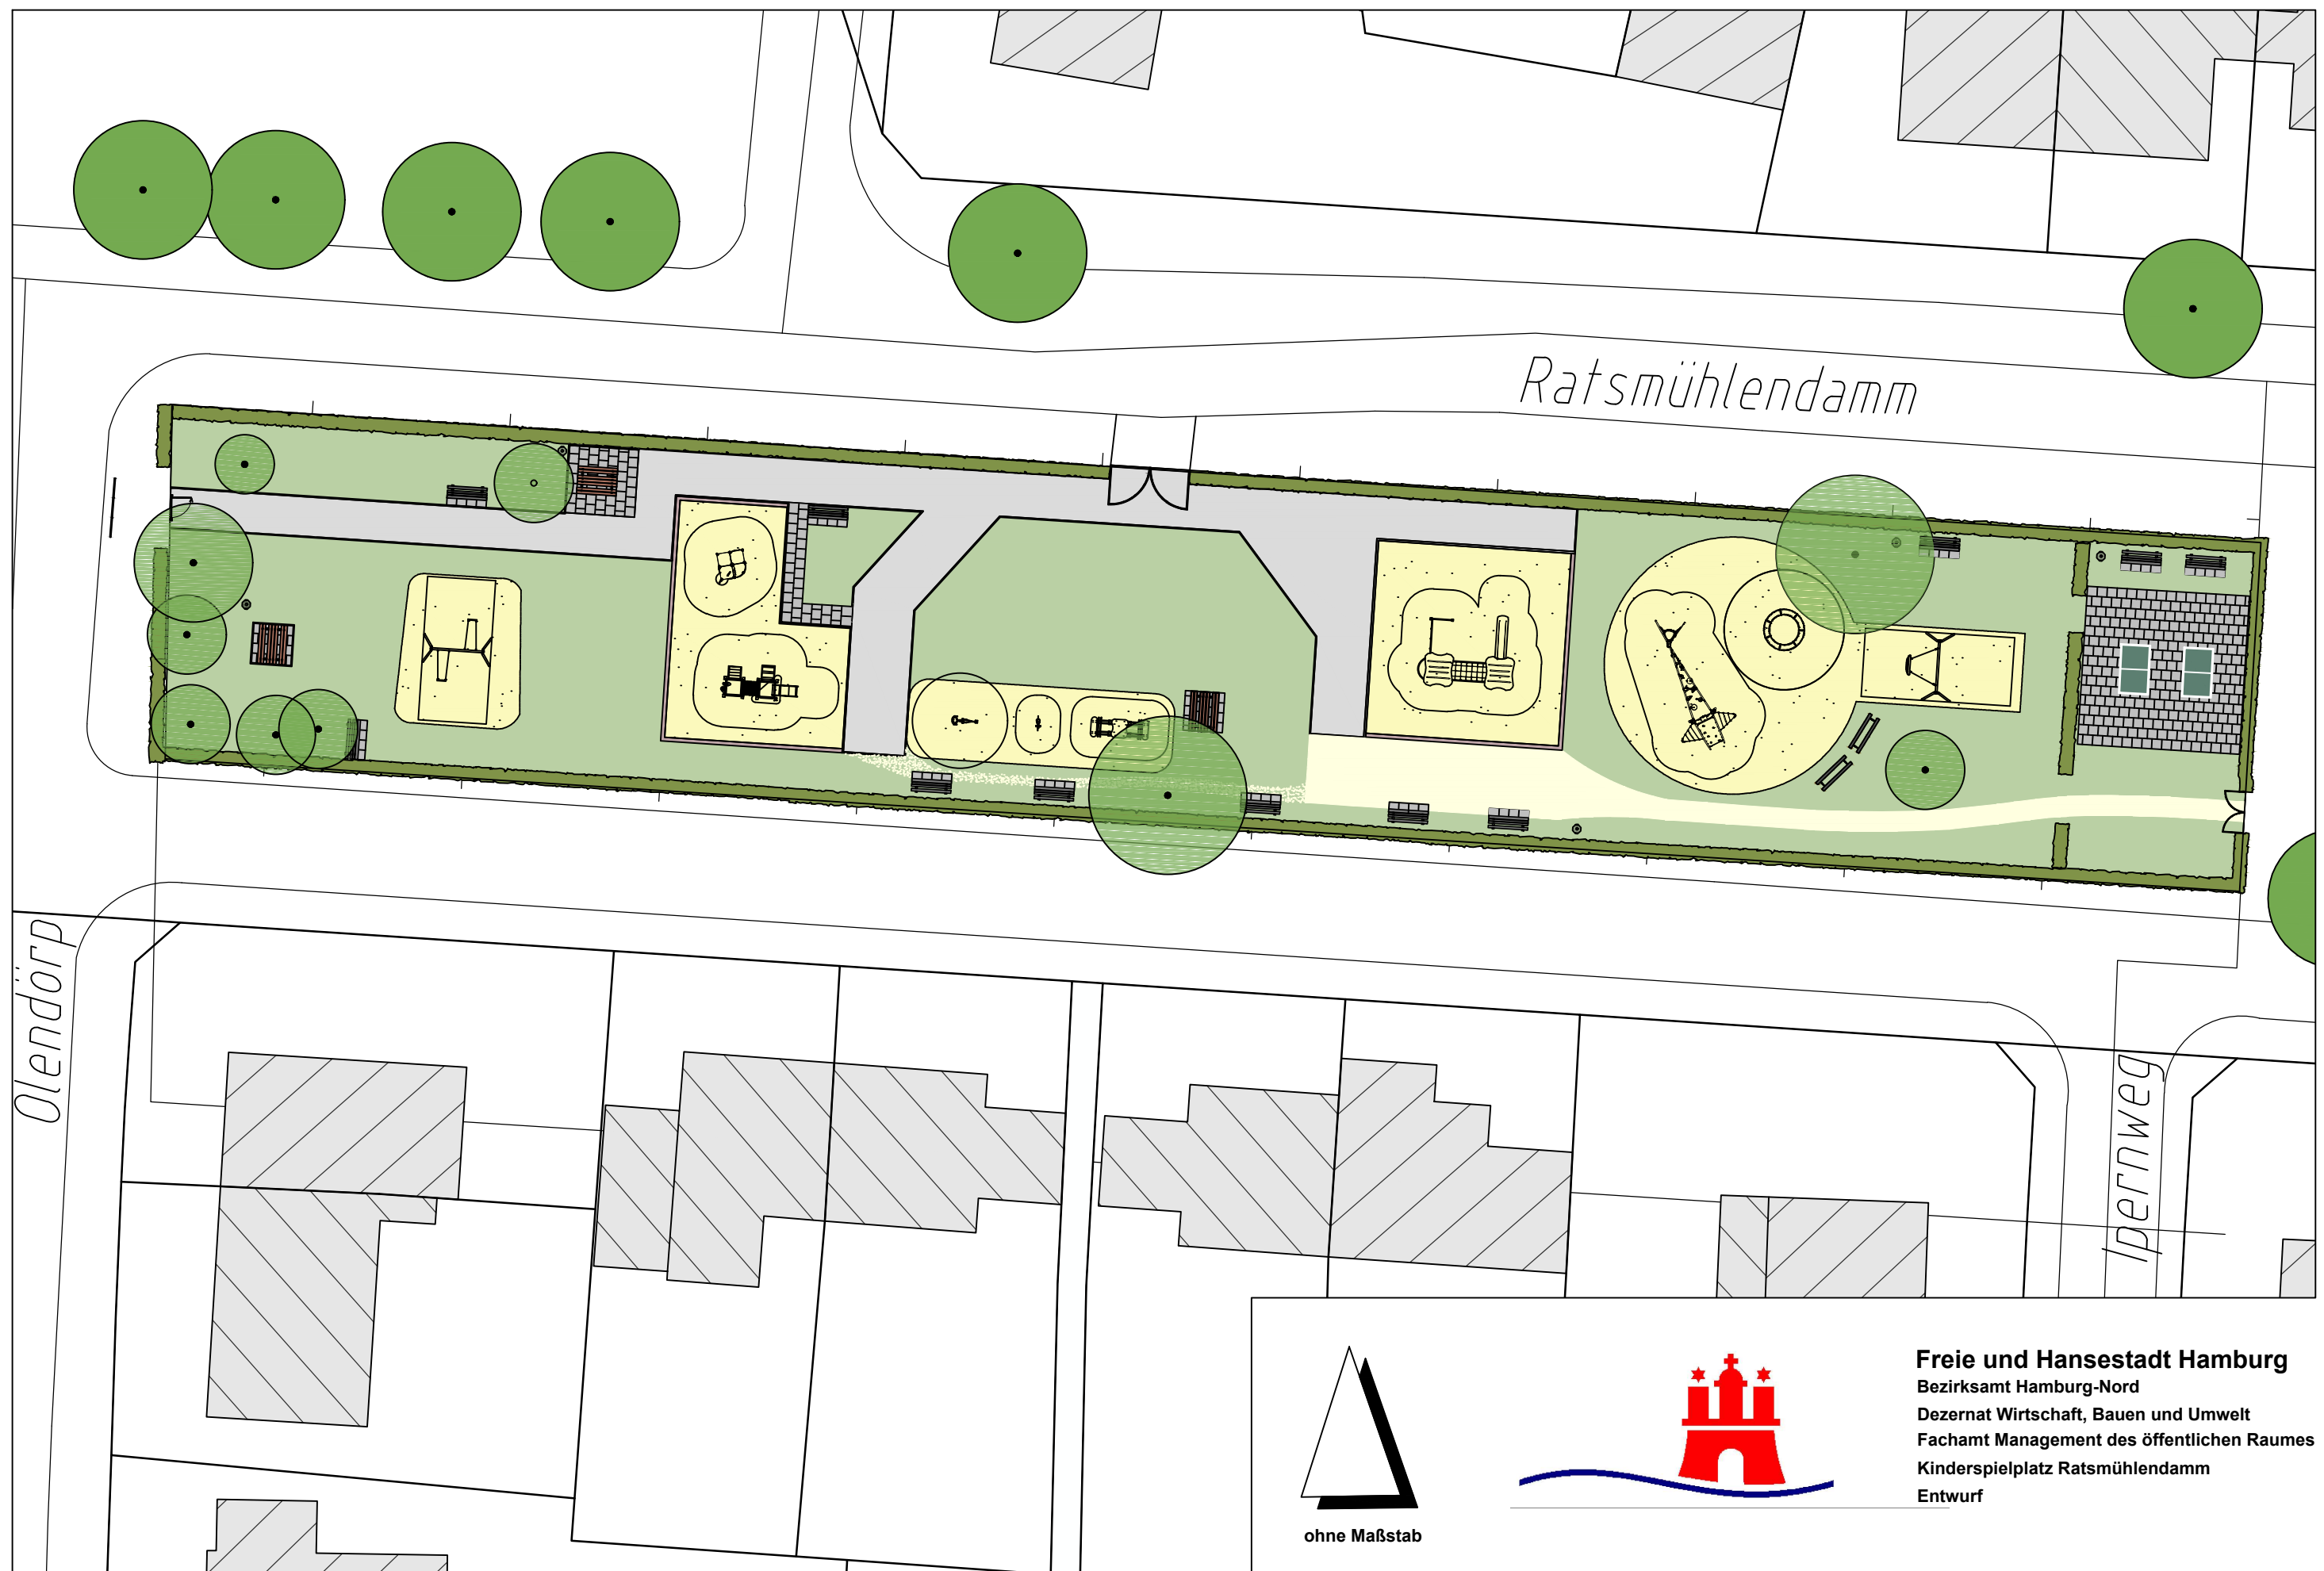 Ratsmühlendamm
Olendörp
Ipernweg
ohne Maßstab
Freie und Hansestadt Hamburg
Bezirksamt Hamburg-Nord
Dezernat Wirtschaft, Bauen und Umwelt
Fachamt Management des öffentlichen Raumes
Kinderspielplatz Ratsmühlendamm
Entwurf